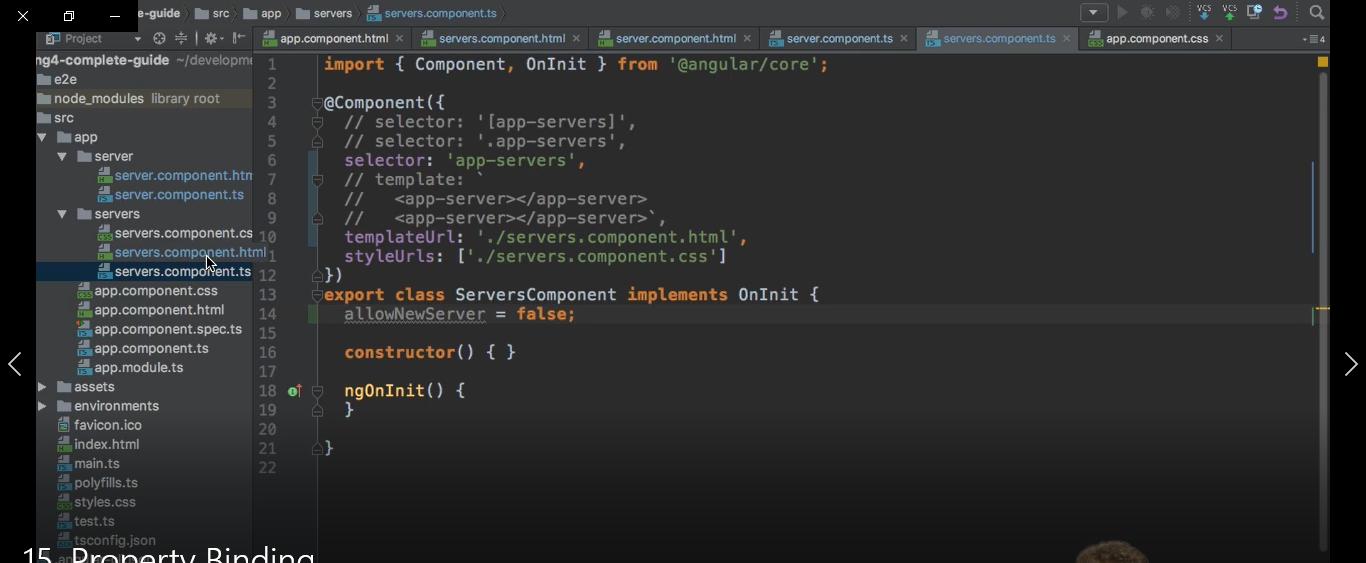 e-guide src app servers servers.component.ts
Project
app.component.html servers.component.html server.component.html server.component.ts servers.component.ts app.component.css
ng4-complete-guide ~/developme
e2e
node_modules library root
src
app
server
server.component.htm
server.component.ts
servers
servers.component.cs
servers.component.html
servers.component.ts
app.component.css
app.component.html
app.component.spec.ts
app.component.ts
app.module.ts
assets
environments
favicon.ico
index.html
main.ts
polyfills.ts
styles.css
test.ts
tsconfig.json
1 import { Component, OnInit } from '@angular/core';
2
3 @Component({
4 // selector: '[app-servers]',
5 // selector: '.app-servers',
6 selector: 'app-servers',
7 // template: `
8 // <app-server></app-server>
9 // <app-server></app-server>`,
10 templateUrl: './servers.component.html',
1 styleUrls: ['./servers.component.css']
12 })
13 export class ServersComponent implements OnInit {
14 allowNewServer = false;
15
16 constructor() { }
17
18 ngOnInit() {
19 }
20
21 }
22
VCS VCS
4
15. Property Binding